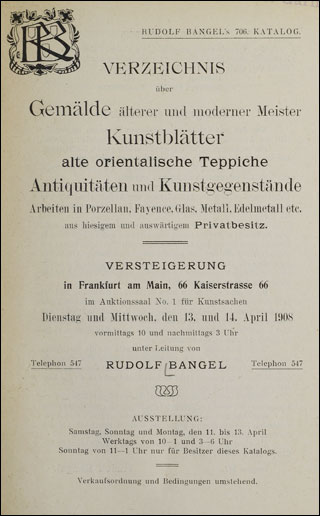 RUDOLF BANGEL's 706. KATALOG.
VERZEICHNIS
über
Gemälde älterer und moderner Meister
Kunstblätter
alte orientalische Teppiche
Antiquitäten und Kunstgegenstände
Arbeiten in Porzellan, Fayence, Glas, Metall, Edelmetall etc.
aus hiesigem und auswärtigem Privatbesitz.
VERSTEIGERUNG
in Frankfurt am Main, 66 Kaiserstrasse 66
im Auktionssaal No. 1 für Kunstsachen
Dienstag und Mittwoch, den 13. und 14. April 1908
vormittags 10 und nachmittags 3 Uhr
unter Leitung von
Telephon 547 RUDOLF BANGEL Telephon 547
AUSSTELLUNG:
Samstag, Sonntag und Montag, den 11. bis 13. April
Werktags von 10—1 und 3—6 Uhr
Sonntag von 11—1 Uhr nur für Besitzer dieses Katalogs.
Verkaufsordnung und Bedingungen umstehend.